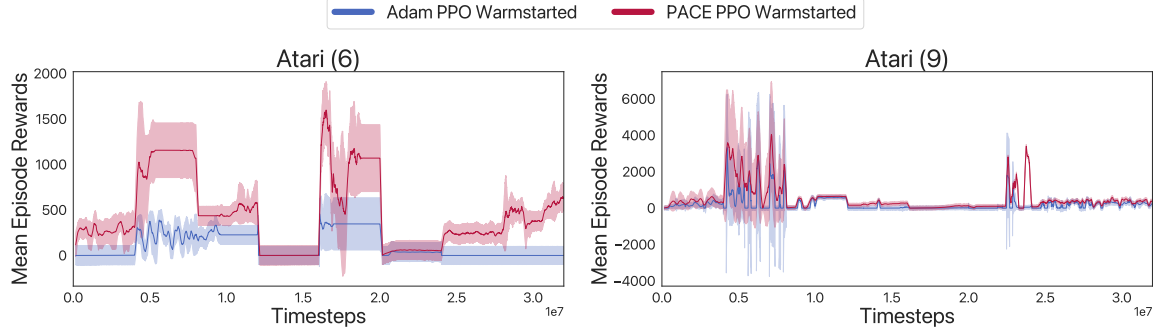 Adam PPO Warmstarted PACE PPO Warmstarted
Atari (6)
Mean Episode Rewards
2000
1500
1000
500
0
0.0 0.5 1.0 1.5 2.0 2.5 3.0
1e7
Timesteps
Atari (9)
Mean Episode Rewards
6000
4000
2000
0
−2000
−4000
0.0 0.5 1.0 1.5 2.0 2.5 3.0
1e7
Timesteps